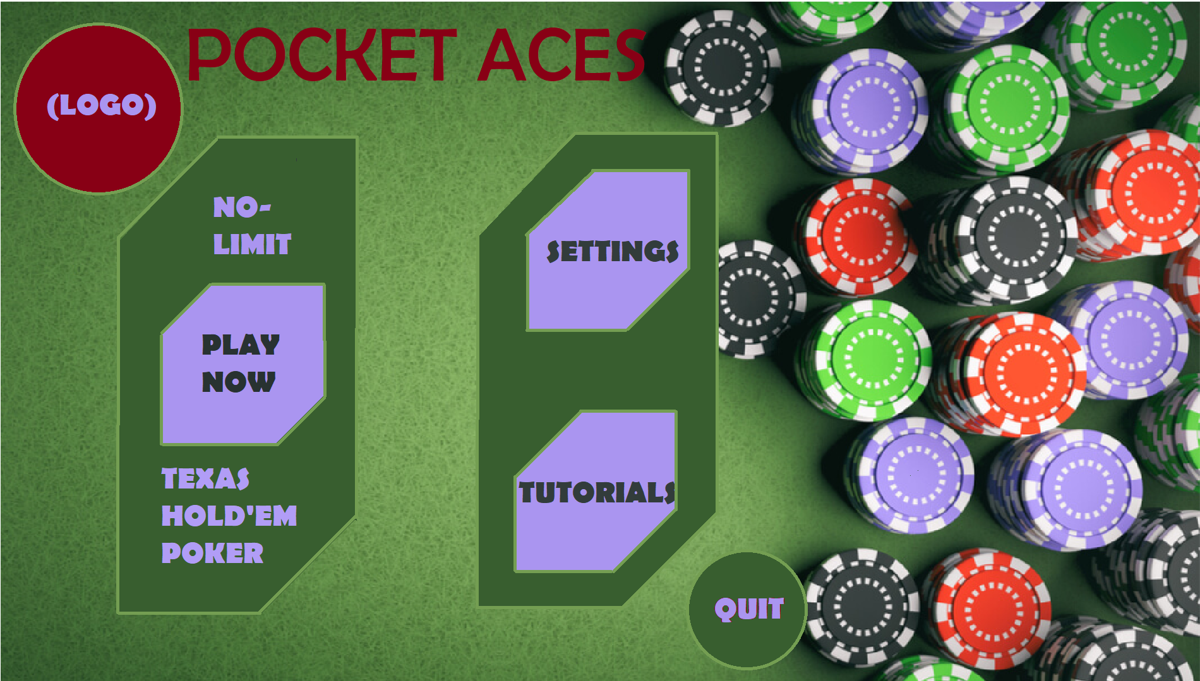 POCKET ACES
(LOGO)
NO-
LIMIT
PLAY
NOW
TEXAS
HOLD'EM
POKER
SETTINGS
TUTORIALS
QUIT